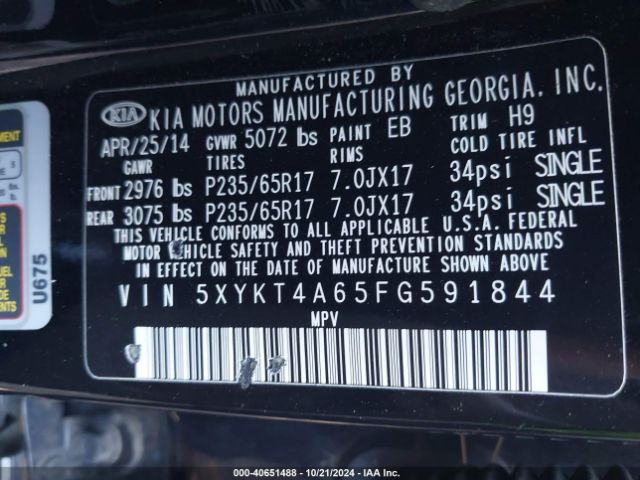 MANUFACTURED BY
KIA KIA MOTORS MANUFACTURING GEORGIA, INC.
APR/25/14 GVWR 5072 lbs PAINT EB TRIM H9
GAWR TIRES RIMS COLD TIRE INFL
FRONT 2976 lbs P235/65R17 7.0JX17 34psi SINGLE
REAR 3075 lbs P235/65R17 7.0JX17 34psi SINGLE
THIS VEHICLE CONFORMS TO ALL APPLICABLE U.S.A. FEDERAL
MOTOR VEHICLE SAFETY AND THEFT PREVENTION STANDARDS
IN EFFECT ON THE DATE OF MANUFACTURE SHOWN ABOVE
VIN 5XYKT4A65FG591844
MPV
U675
000-40651488 - 10/21/2024 - IAA Inc.